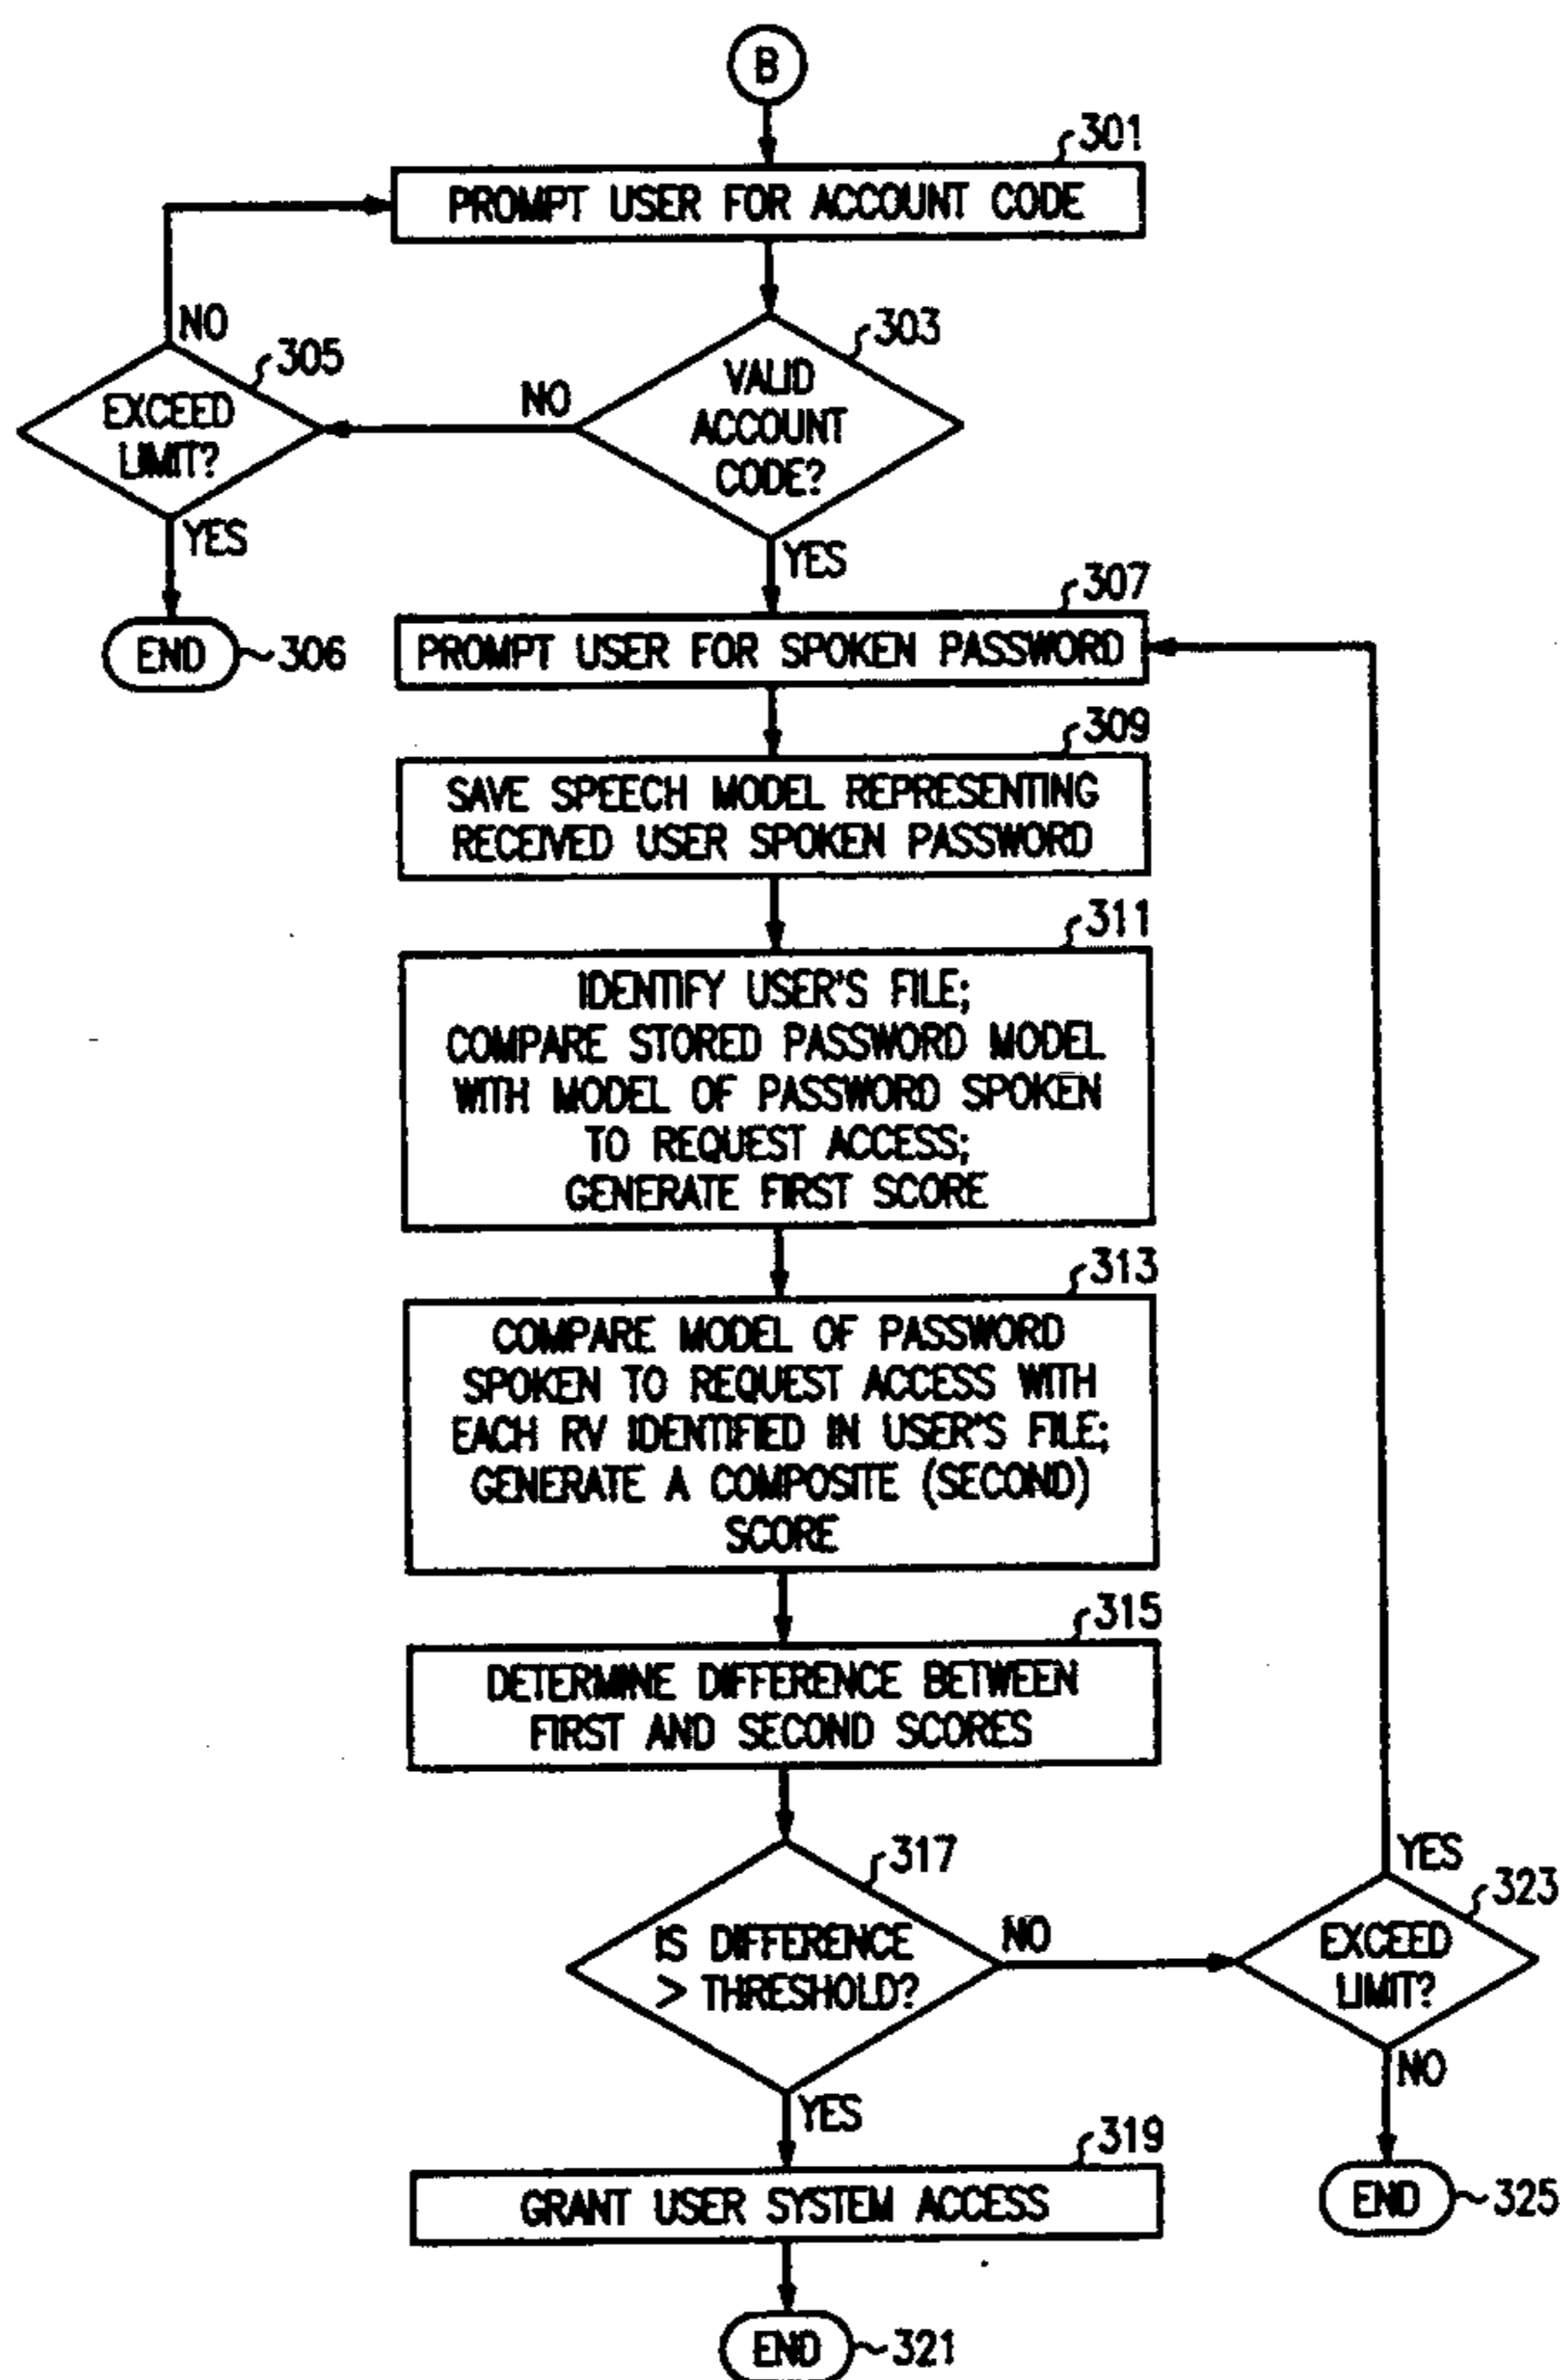 B
301
PROMPT USER FOR ACCOUNT CODE
NO
305
EXCEED
LIMIT?
YES
END
306
NO
303
VALID
ACCOUNT
CODE?
YES
307
PROMPT USER FOR SPOKEN PASSWORD
309
SAVE SPEECH MODEL REPRESENTING
RECEIVED USER SPOKEN PASSWORD
311
IDENTIFY USER'S FILE;
COMPARE STORED PASSWORD MODEL
WITH MODEL OF PASSWORD SPOKEN
TO REQUEST ACCESS;
GENERATE FIRST SCORE
313
COMPARE MODEL OF PASSWORD
SPOKEN TO REQUEST ACCESS WITH
EACH RV IDENTIFIED IN USER'S FILE;
GENERATE A COMPOSITE (SECOND)
SCORE
315
DETERMINE DIFFERENCE BETWEEN
FIRST AND SECOND SCORES
317
IS DIFFERENCE
> THRESHOLD?
NO
YES
YES
323
EXCEED
LIMIT?
NO
END
325
319
GRANT USER SYSTEM ACCESS
END
321